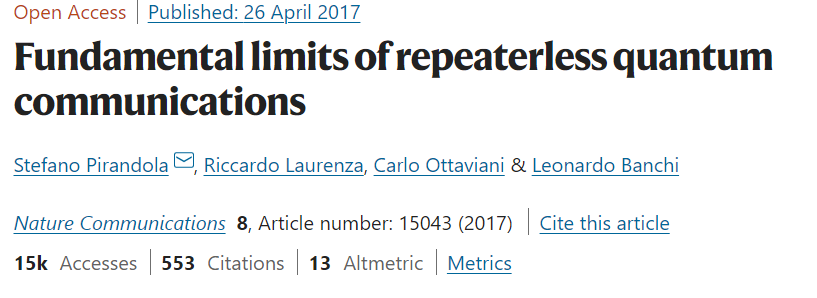 Open Access Published: 26 April 2017
Fundamental limits of repeaterless quantum
communications
Stefano Pirandola, Riccardo Laurenza, Carlo Ottaviani & Leonardo Banchi
Nature Communications 8, Article number: 15043 (2017) Cite this article
15k Accesses 553 Citations 13 Altmetric Metrics